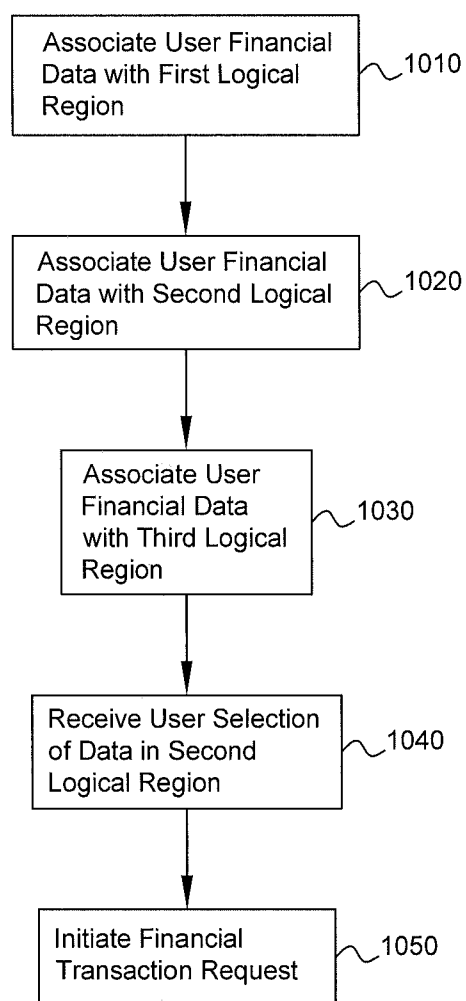 Associate User Financial
Data with First Logical
Region
1010
Associate User Financial
Data with Second Logical
Region
1020
Associate User
Financial Data
with Third Logical
Region
1030
Receive User Selection
of Data in Second
Logical Region
1040
Initiate Financial
Transaction Request
1050